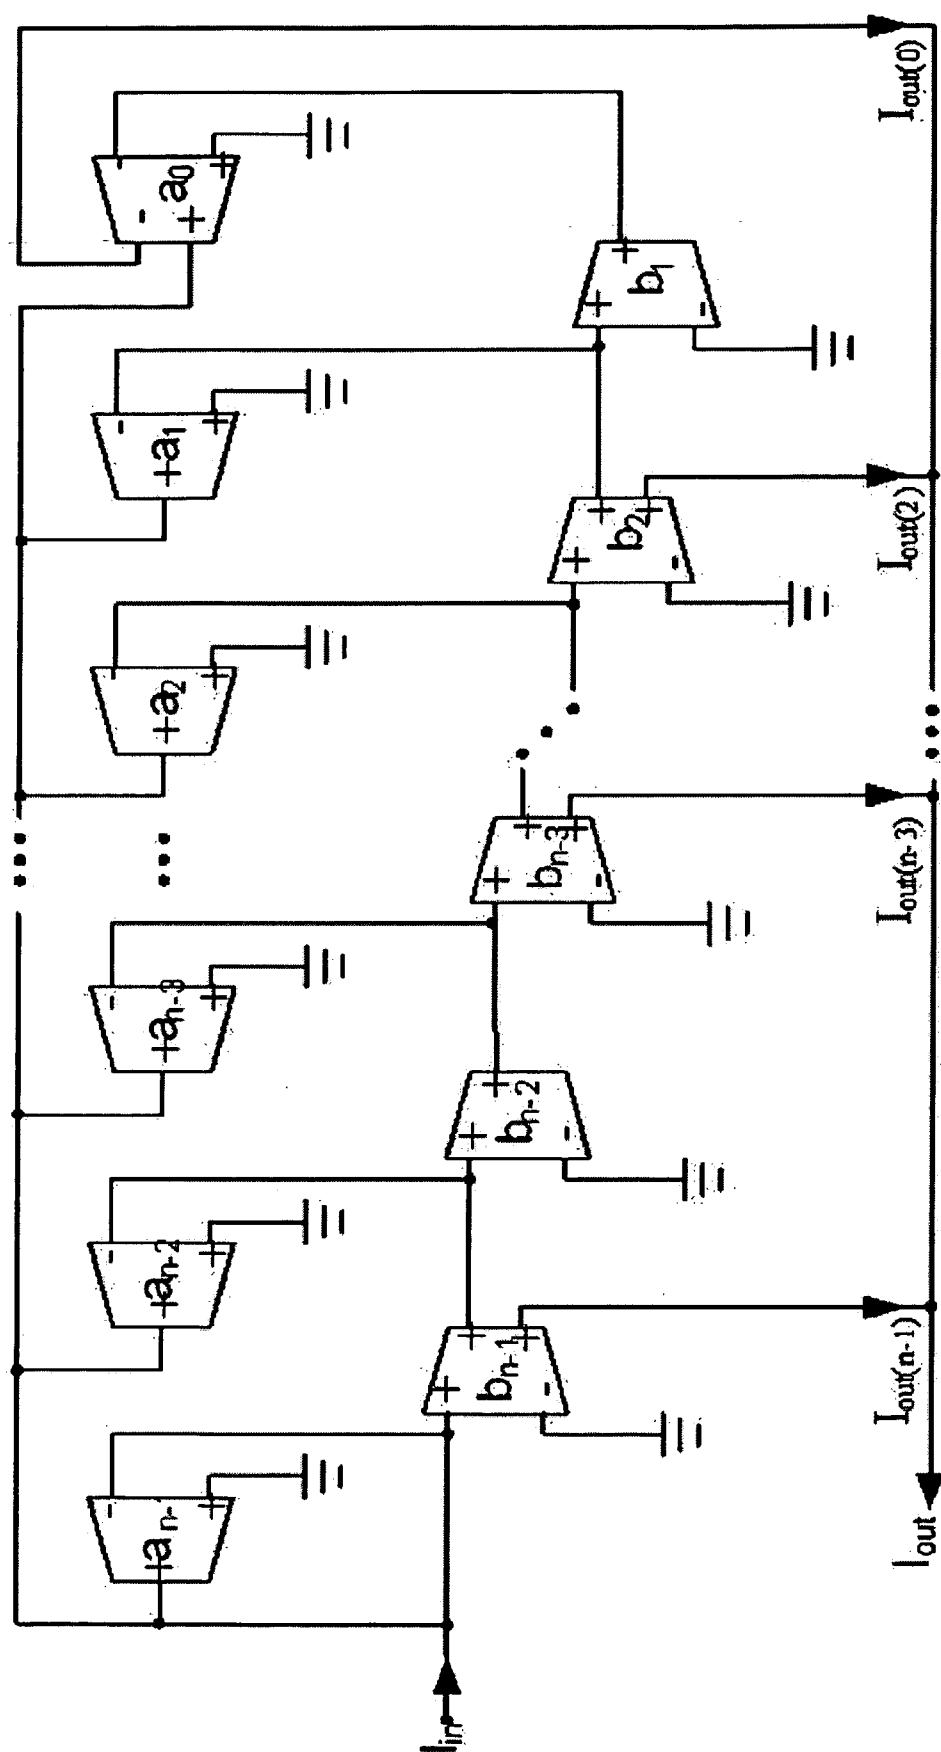 a₀
a₁
a₂
aₙ₋₃
aₙ₋₂
aₙ₋
b₁
b₂
bₙ₋₃
bₙ₋₂
bₙ₋₁
Iin
Iout(0)
Iout(2)
Iout(n-3)
Iout(n-1)
Iout